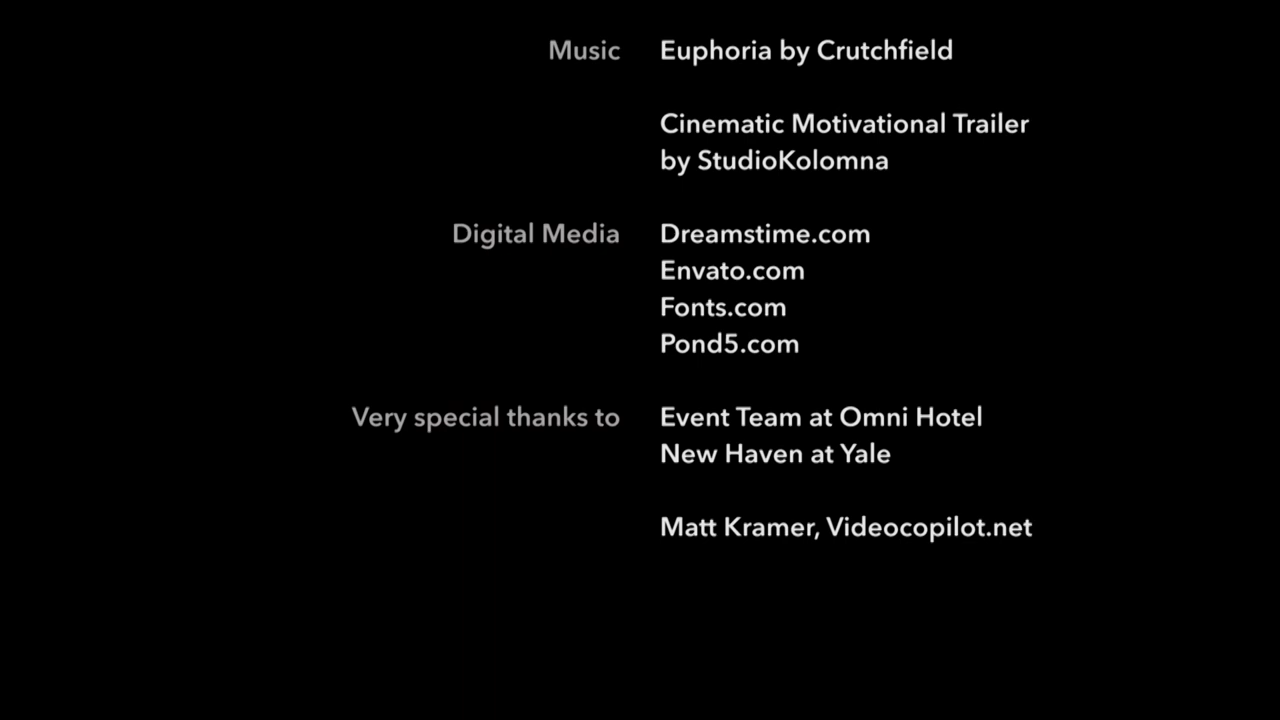 Music Euphoria by Crutchfield
Cinematic Motivational Trailer
by StudioKolomna
Digital Media Dreamstime.com
Envato.com
Fonts.com
Pond5.com
Very special thanks to Event Team at Omni Hotel
New Haven at Yale
Matt Kramer, Videocopilot.net